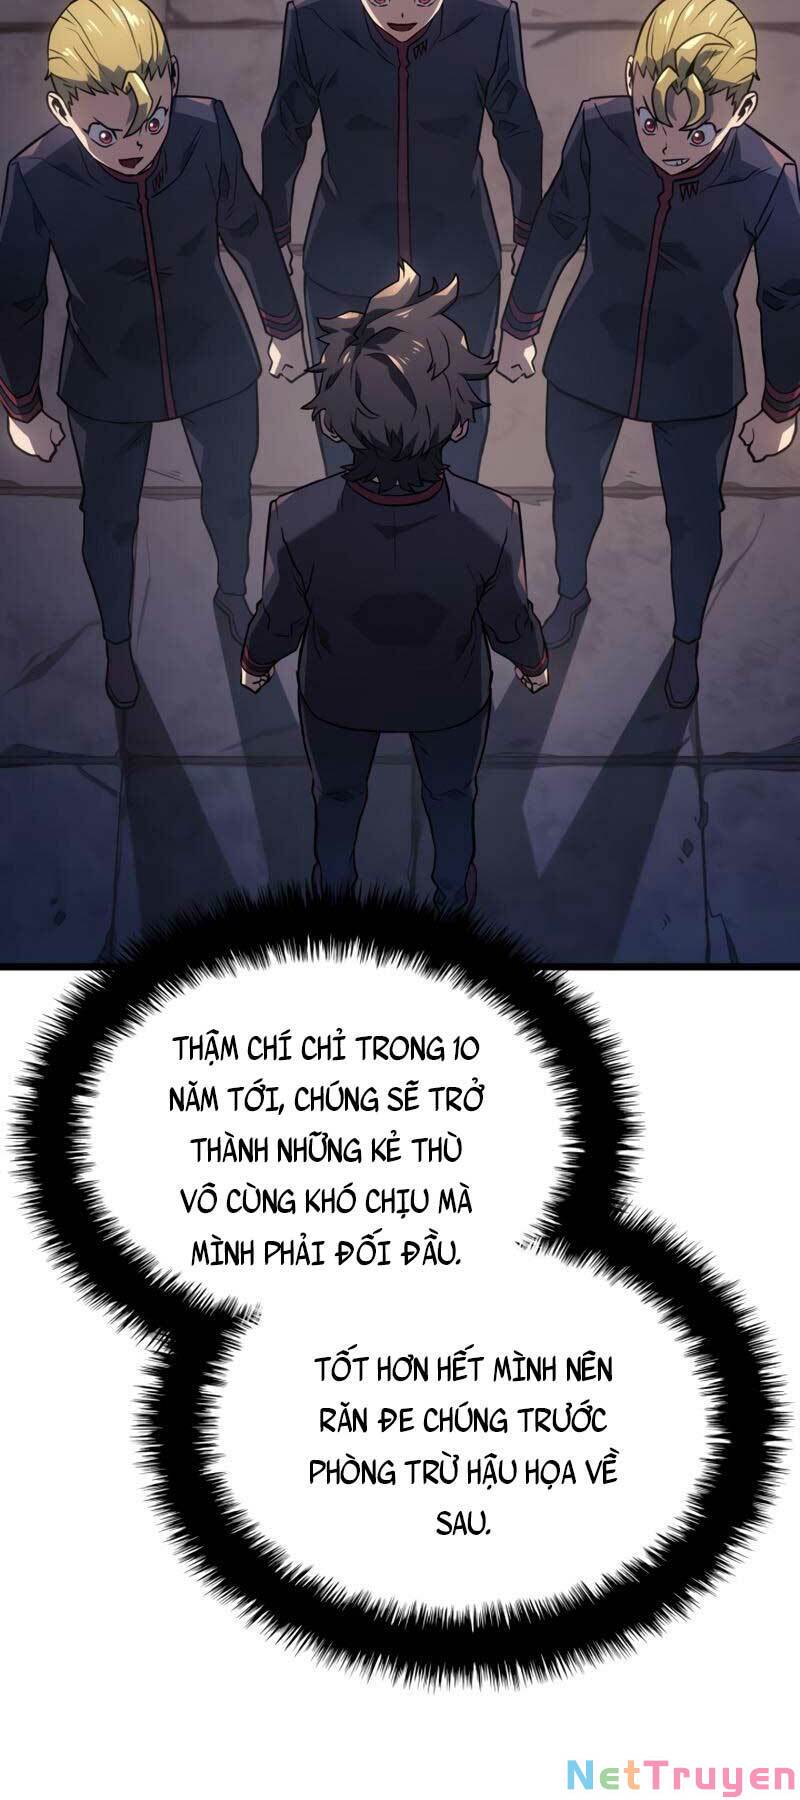 THẬM CHÍ CHỈ TRONG 10
NĂM TỚI, CHÚNG SẼ TRỞ
THÀNH NHỮNG KẺ THÙ
VÔ CÙNG KHÓ CHỊU MÀ
MÌNH PHẢI ĐỐI ĐẦU.
TỐT HƠN HẾT MÌNH NÊN
RĂN ĐE CHÚNG TRƯỚC
PHÒNG TRỪ HẬU HỌA VỀ
SAU.
NetTruyen